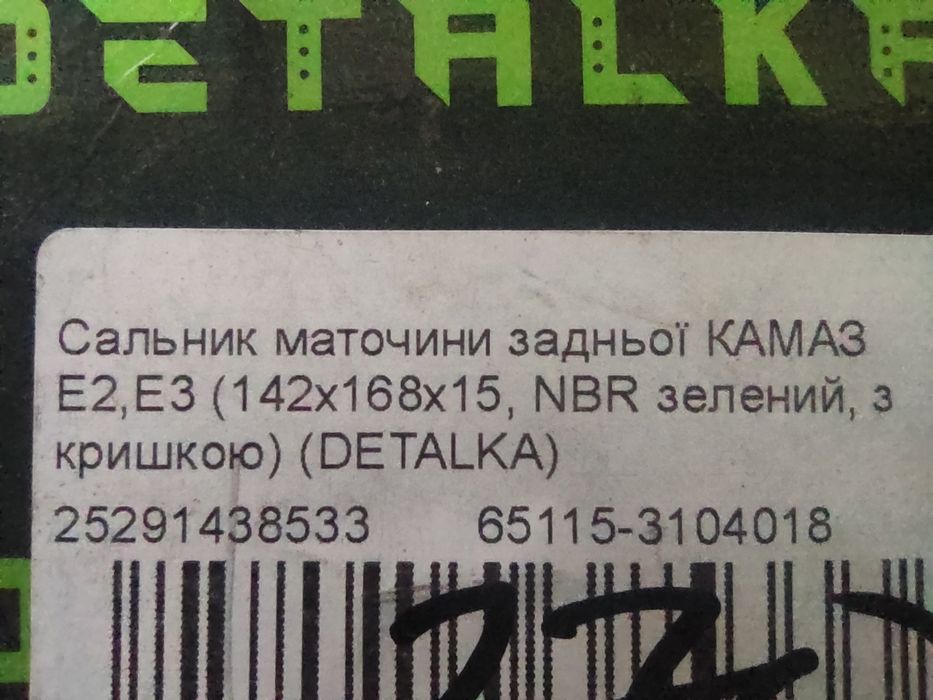 DETALKA
Сальник маточини задньої КАМАЗ
Е2,Е3 (142х168х15, NBR зелений, з
кришкою) (DETALKA)
25291438533 65115-3104018